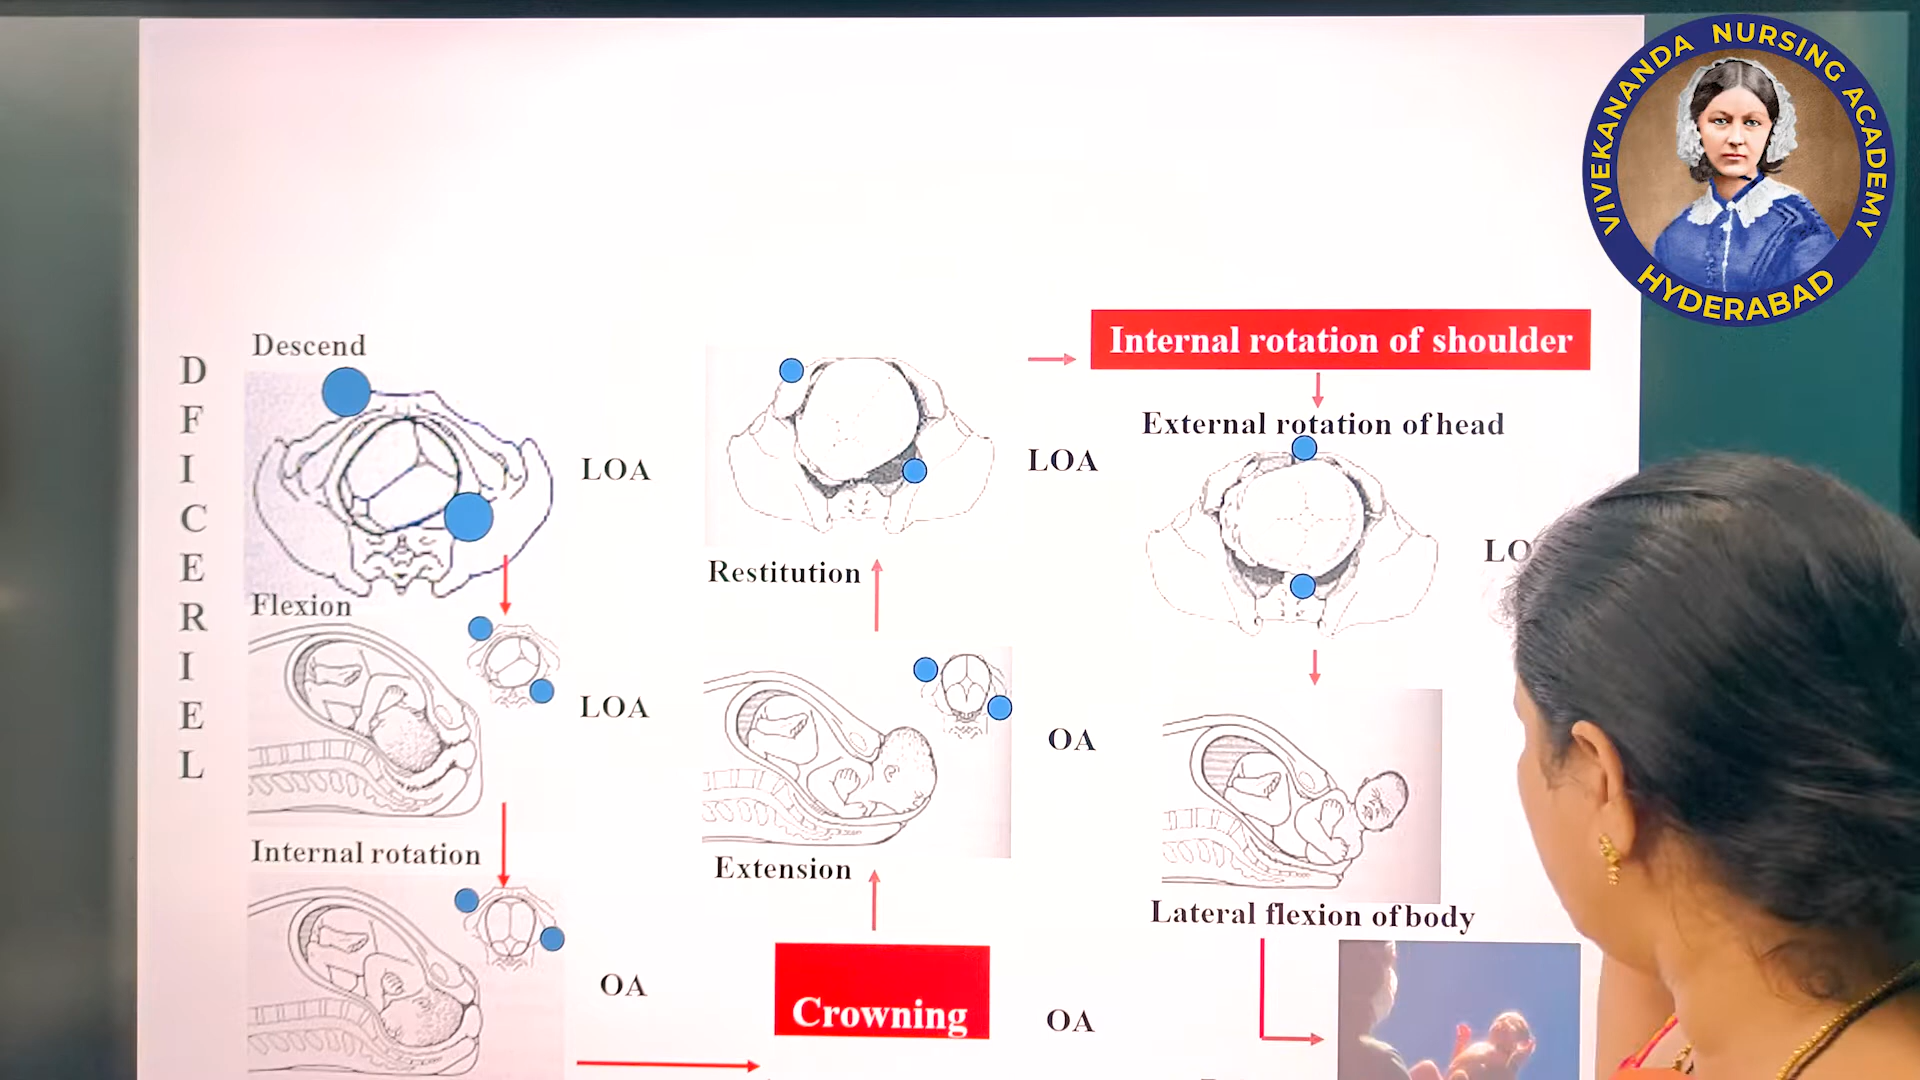 VIVEKANANDA NURSING ACADEMY
HYDERABAD
D
F
I
C
E
R
I
E
L
Descend
LOA
Flexion
LOA
Internal rotation
OA
Crowning
OA
Extension
OA
Restitution
LOA
Internal rotation of shoulder
External rotation of head
Lateral flexion of body